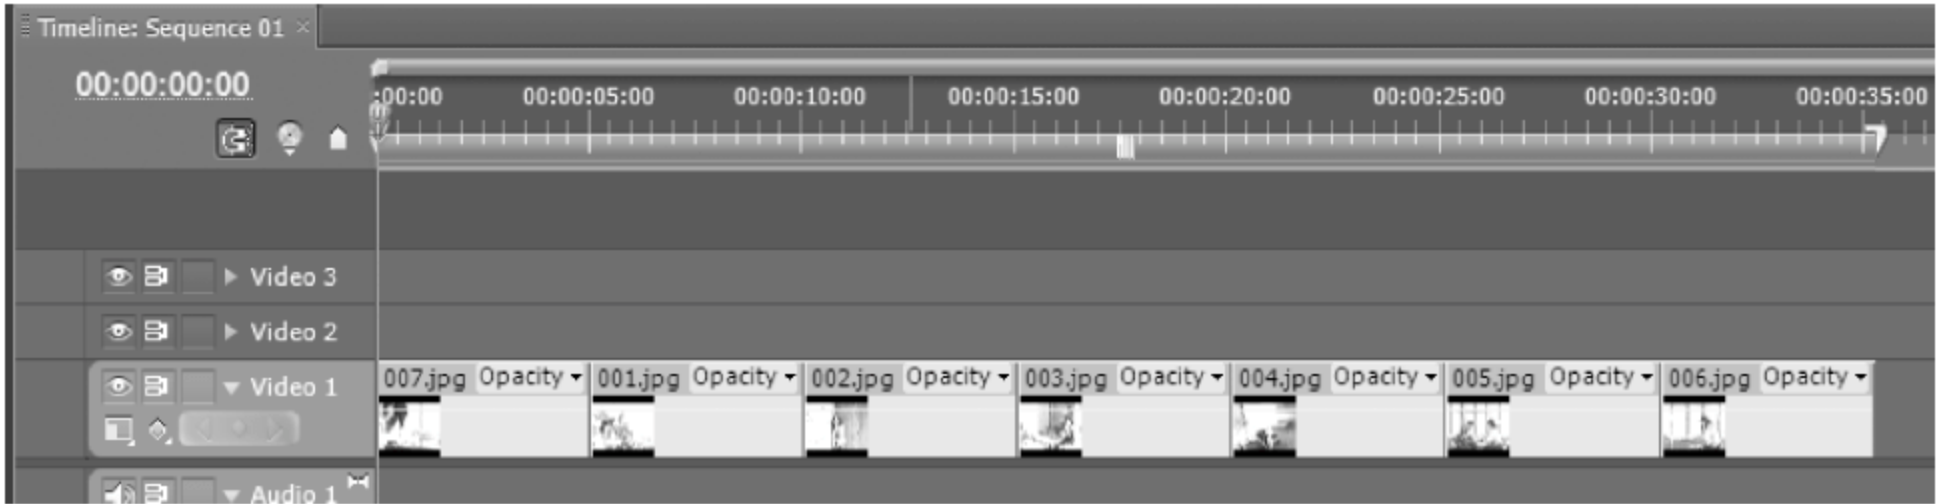 Timeline: Sequence 01 ×
00:00:00:00
:00:00 00:00:05:00 00:00:10:00 00:00:15:00 00:00:20:00 00:00:25:00 00:00:30:00 00:00:35:00
Video 3
Video 2
Video 1 007.jpg Opacity 001.jpg Opacity 002.jpg Opacity 003.jpg Opacity 004.jpg Opacity 005.jpg Opacity 006.jpg Opacity
Audio 1